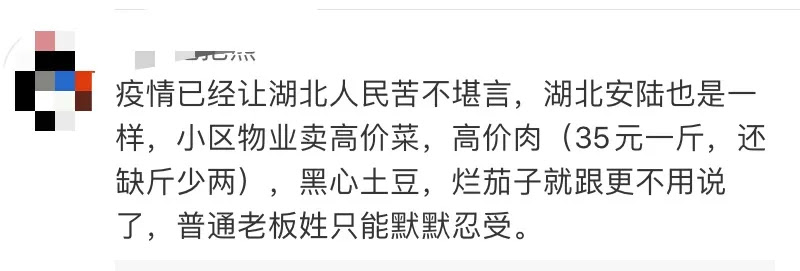 疫情已经让湖北人民苦不堪言，湖北安陆也是一
样，小区物业卖高价菜，高价肉（35元一斤，还
缺斤少两），黑心土豆，烂茄子就跟更不用说
了，普通老板姓只能默默忍受。